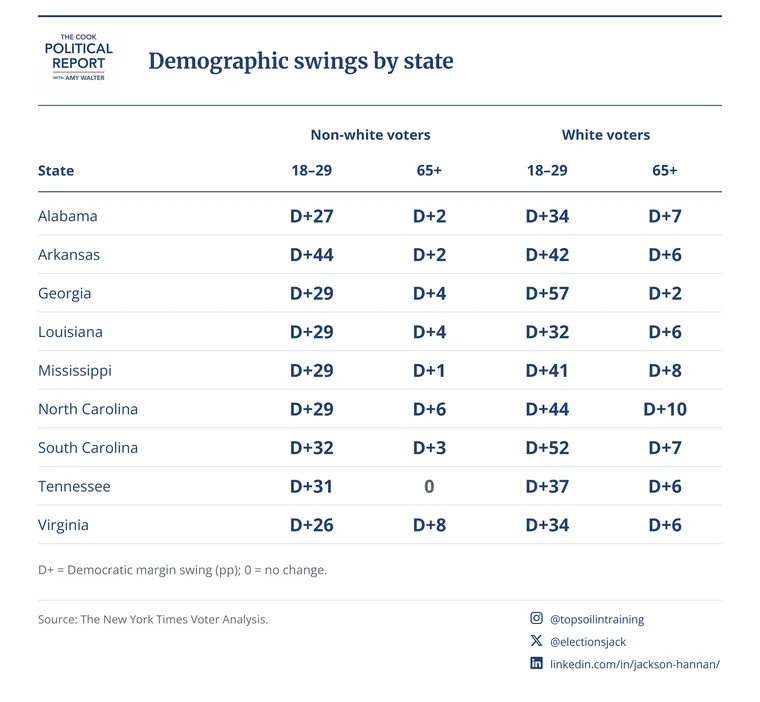 THE COOK
POLITICAL
REPORT
WITH AMY WALTER
Demographic swings by state
Non-white voters White voters
State 18–29 65+ 18–29 65+
Alabama D+27 D+2 D+34 D+7
Arkansas D+44 D+2 D+42 D+6
Georgia D+29 D+4 D+57 D+2
Louisiana D+29 D+4 D+32 D+6
Mississippi D+29 D+1 D+41 D+8
North Carolina D+29 D+6 D+44 D+10
South Carolina D+32 D+3 D+52 D+7
Tennessee D+31 0 D+37 D+6
Virginia D+26 D+8 D+34 D+6
D+ = Democratic margin swing (pp); 0 = no change.
Source: The New York Times Voter Analysis.
@topsoilintraining
@electionsjack
linkedin.com/in/jackson-hannan/